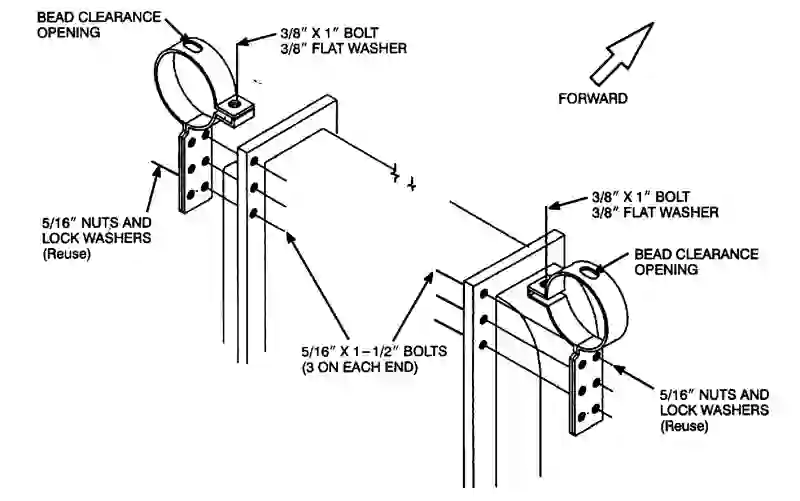 BEAD CLEARANCE
OPENING
3/8" X 1" BOLT
3/8" FLAT WASHER
FORWARD
5/16" NUTS AND
LOCK WASHERS
(Reuse)
3/8" X 1" BOLT
3/8" FLAT WASHER
BEAD CLEARANCE
OPENING
5/16" X 1-1/2" BOLTS
(3 ON EACH END)
5/16" NUTS AND
LOCK WASHERS
(Reuse)